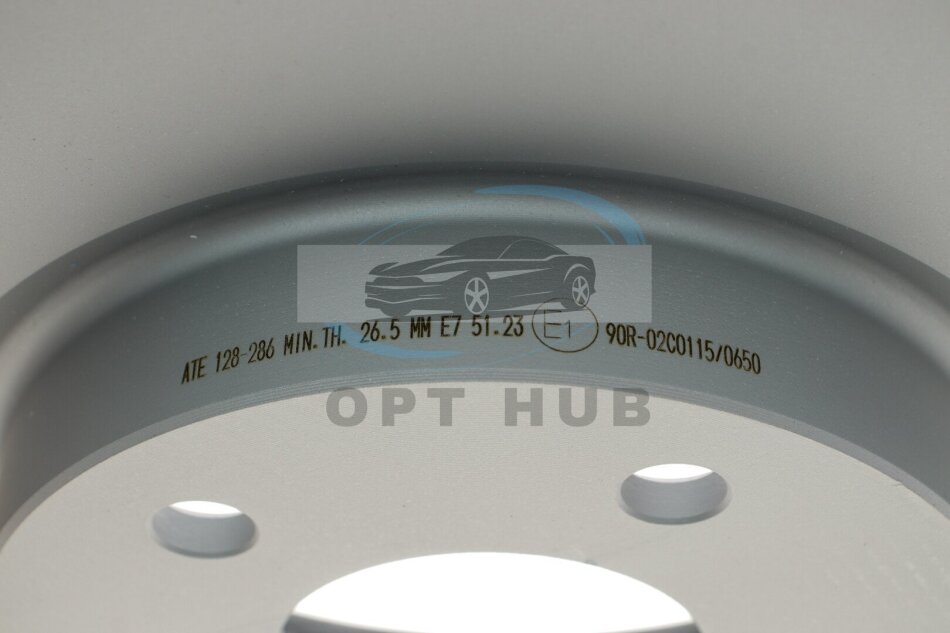 ATE 128-286 MIN.TH. 26.5 MM E7 51.23 E1 90R-02C0115/0650
OPT HUB